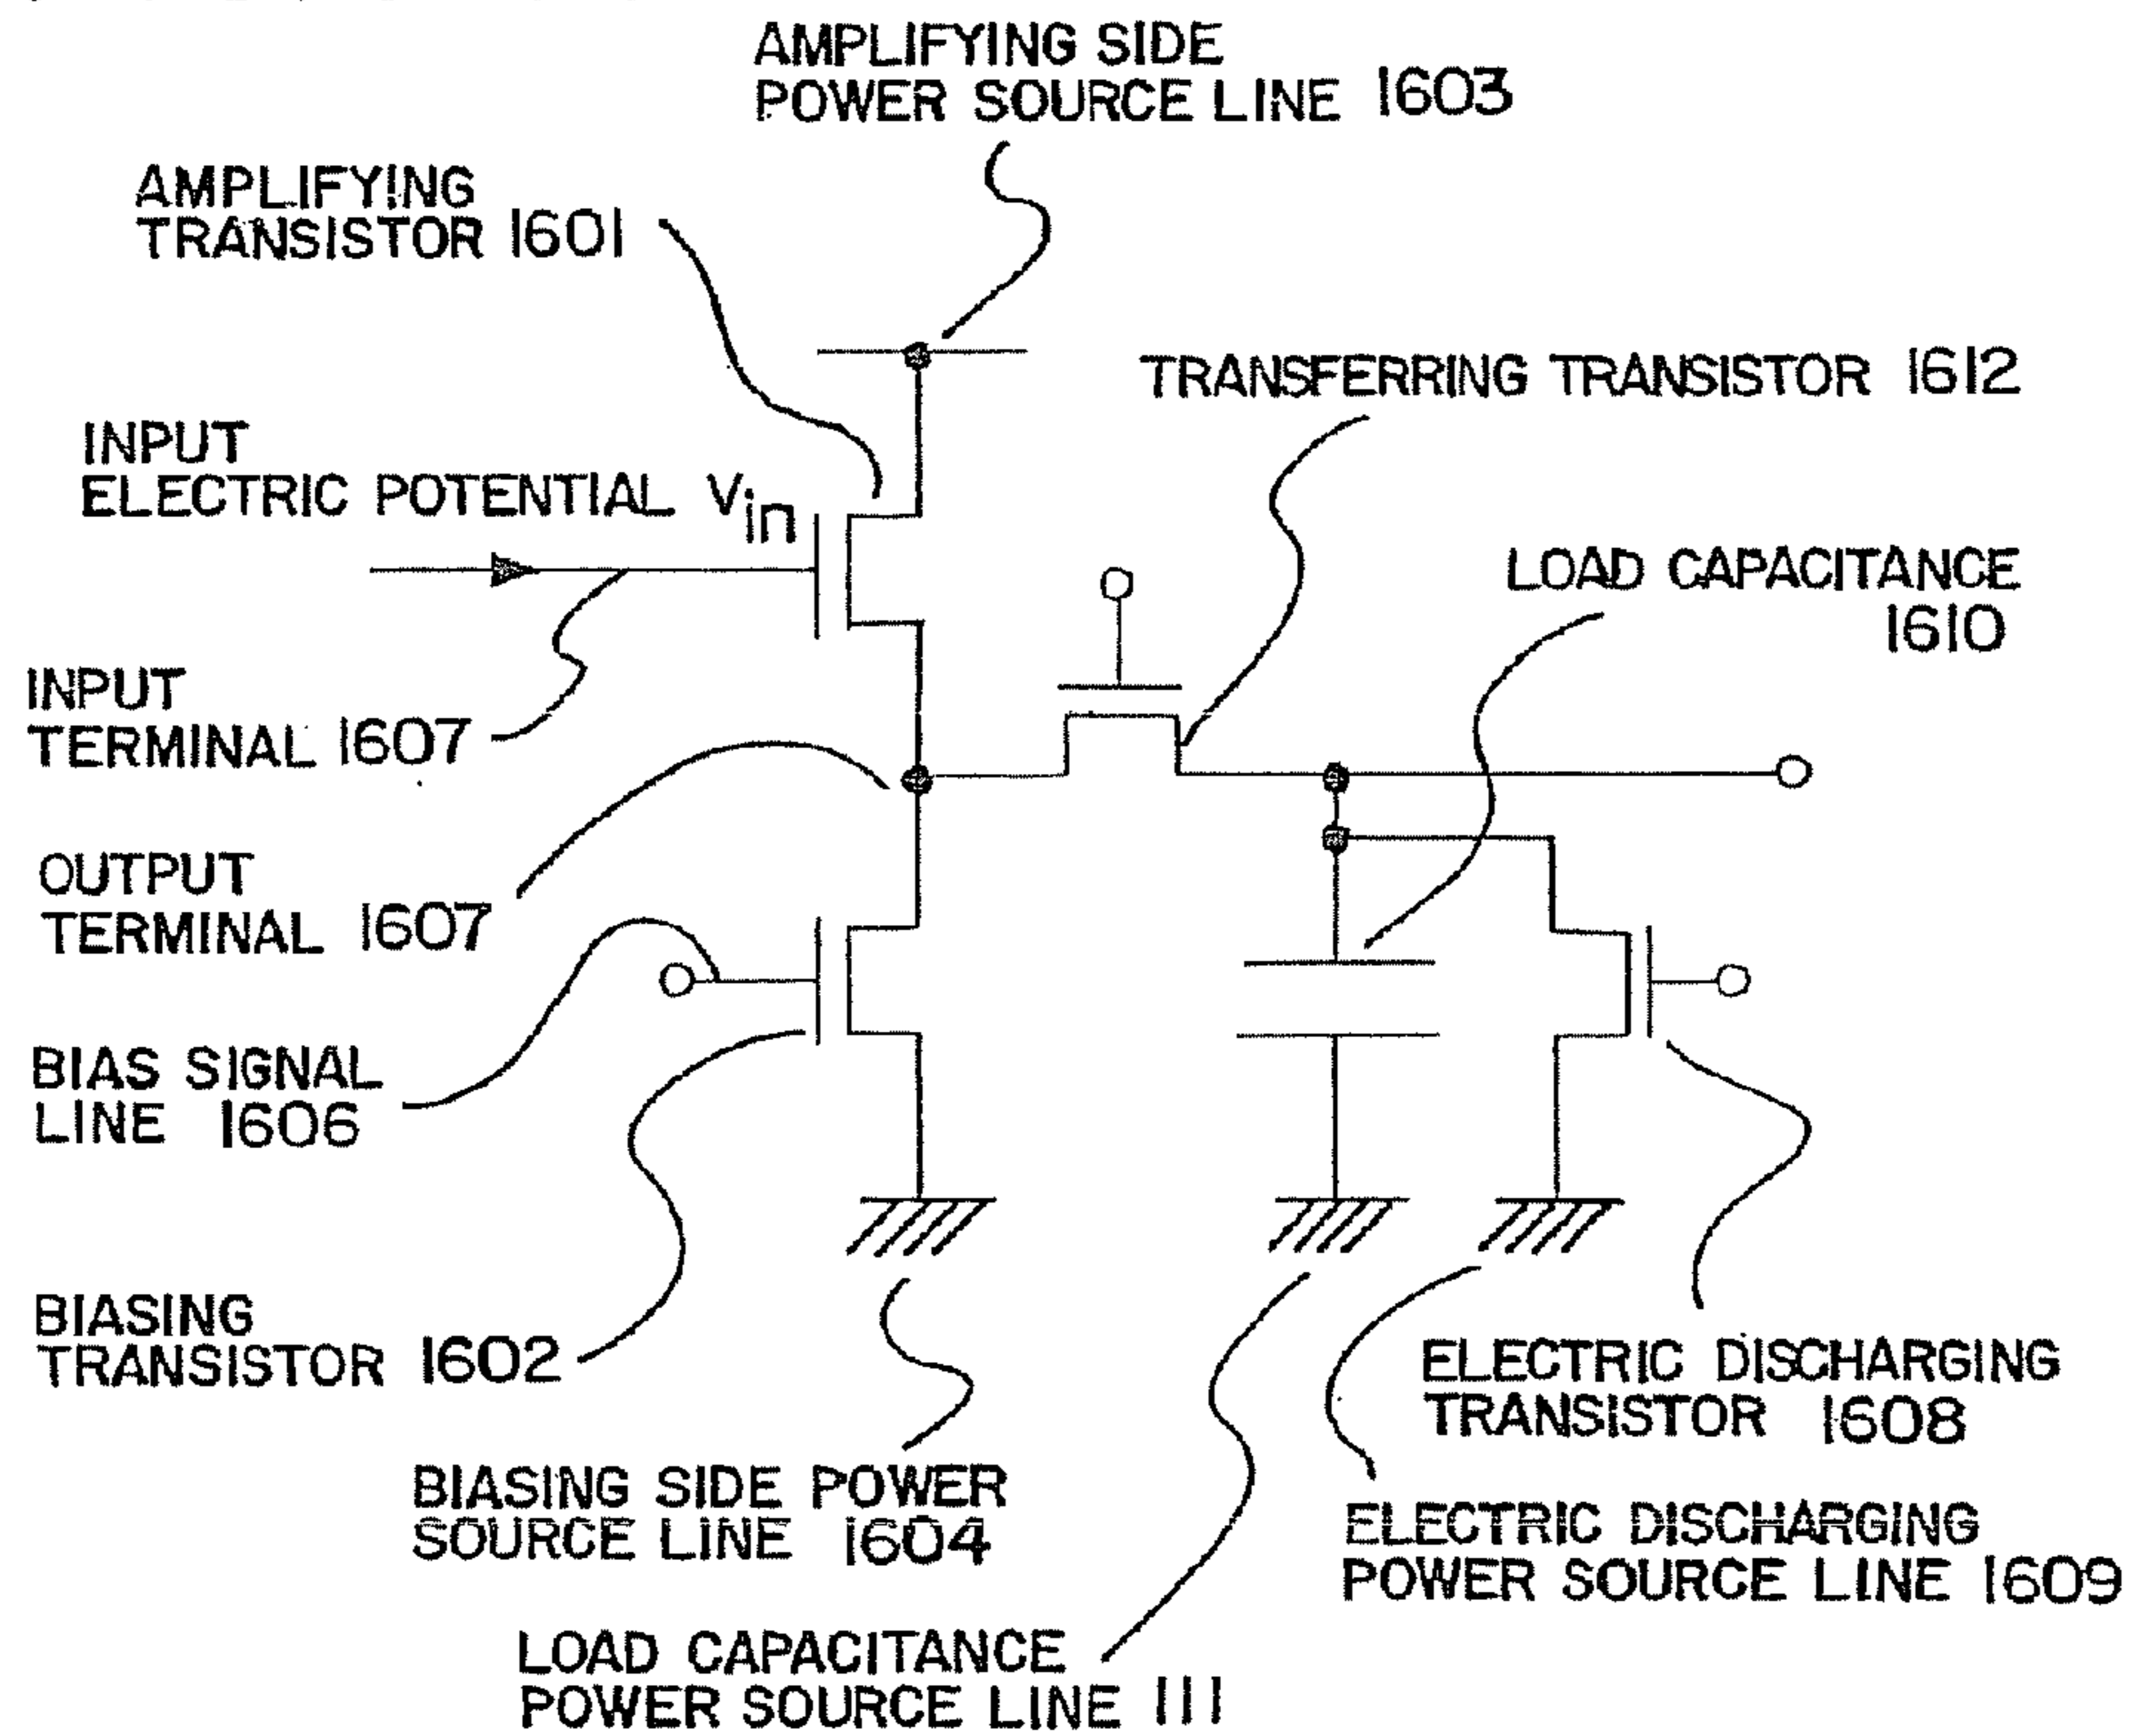 AMPLIFYING SIDE
POWER SOURCE LINE 1603
AMPLIFYING
TRANSISTOR 1601
TRANSFERRING TRANSISTOR 1612
INPUT
ELECTRIC POTENTIAL Vin
LOAD CAPACITANCE
1610
INPUT
TERMINAL 1607
OUTPUT
TERMINAL 1607
BIAS SIGNAL
LINE 1606
BIASING
TRANSISTOR 1602
ELECTRIC DISCHARGING
TRANSISTOR 1608
BIASING SIDE POWER
SOURCE LINE 1604
ELECTRIC DISCHARGING
POWER SOURCE LINE 1609
LOAD CAPACITANCE
POWER SOURCE LINE 111